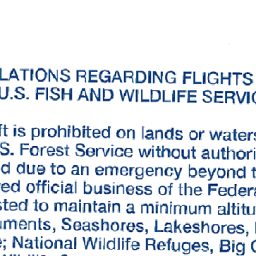 LATIONS REGARDING FLIGHTS
U.S. FISH AND WILDLIFE SERVIC
ft is prohibited on lands or waters
S. Forest Service without authori
d due to an emergency beyond t
red official business of the Federa
sted to maintain a minimum altitu
uments, Seashores, Lakeshores,
e; National Wildlife Refuges, Big